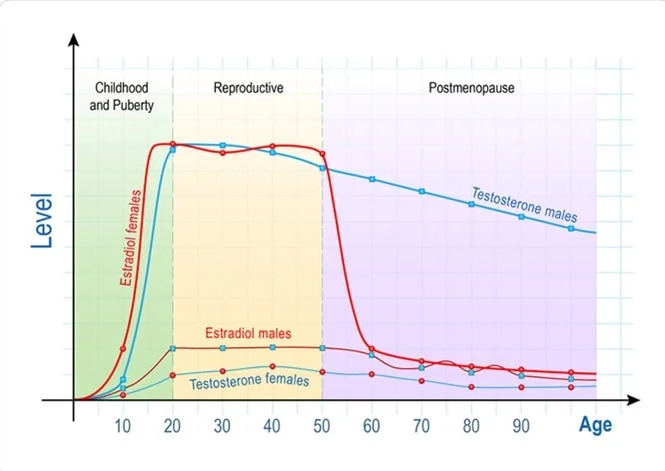 Childhood
and Puberty
Reproductive
Postmenopause
Level
Estradiol females
Testosterone males
Estradiol males
Testosterone females
10 20 30 40 50 60 70 80 90 Age